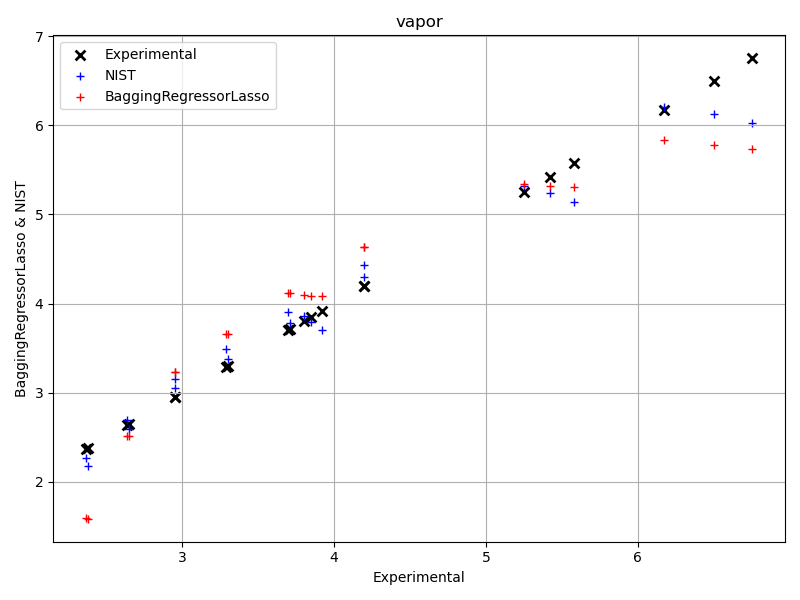 vapor
Experimental
NIST
BaggingRegressorLasso
BaggingRegressorLasso & NIST
7
6
5
4
3
2
3 4 5 6
Experimental